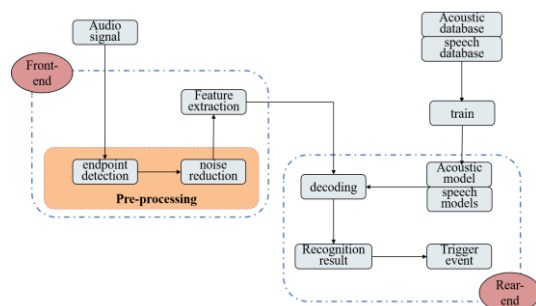 Audio
signal
Acoustic
database
speech
database
Front-
end
Feature
extraction
train
endpoint
detection
noise
reduction
Pre-processing
Acoustic
model
speech
models
decoding
Recognition
result
Trigger
event
Rear-
end